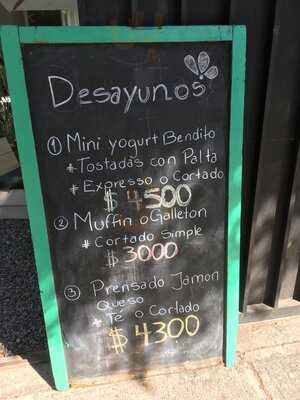 Desayunos
① Mini yogurt Bendito
* Tostadas con Palta
* Expresso o Cortado
$ 4500
② Muffin o Galleton
* Cortado Simple
$ 3000
③ Prensado Jamon
Queso
* Té o Cortado
$ 4300